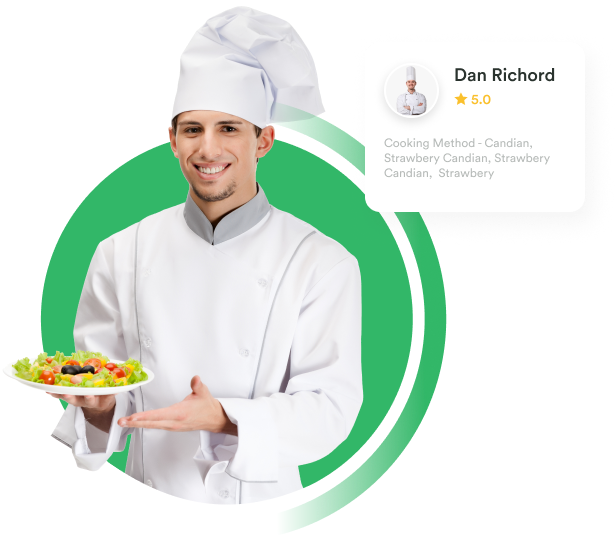 Dan Richord
5.0
Cooking Method - Candian,
Strawbery Candian, Strawbery
Candian, Strawbery